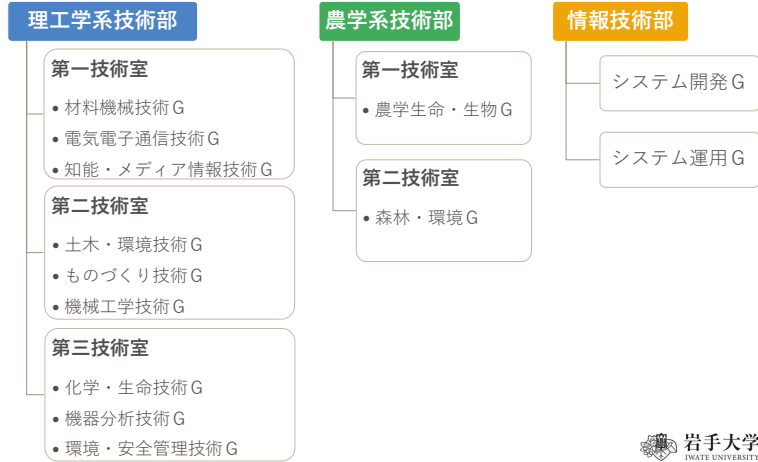 理工学系技術部
第一技術室
• 材料機械技術G
• 電気電子通信技術G
• 知能・メディア情報技術G
第二技術室
• 土木・環境技術G
• ものづくり技術G
• 機械工学技術G
第三技術室
• 化学・生命技術G
• 機器分析技術G
• 環境・安全管理技術G
農学系技術部
第一技術室
• 農学生命・生物G
第二技術室
• 森林・環境G
情報技術部
システム開発G
システム運用G
岩手大学
IWATE UNIVERSITY